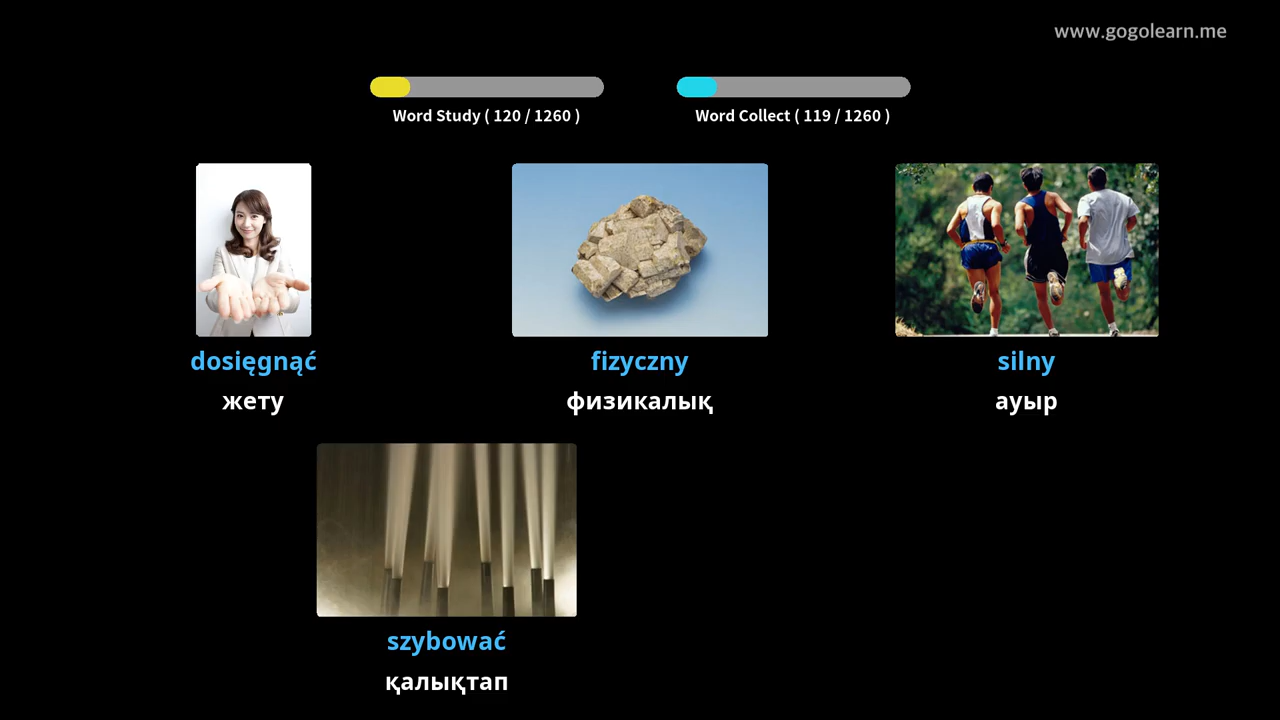 www.gogolearn.me
Word Study ( 120 / 1260 )
Word Collect ( 119 / 1260 )
dosięgnąć
жету
fizyczny
физикалық
silny
ауыр
szybować
қалықтап